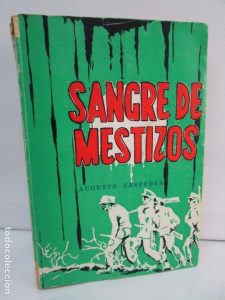 SANGRE DE
MESTIZOS
AUGUSTO CESPEDES
todocoleccion